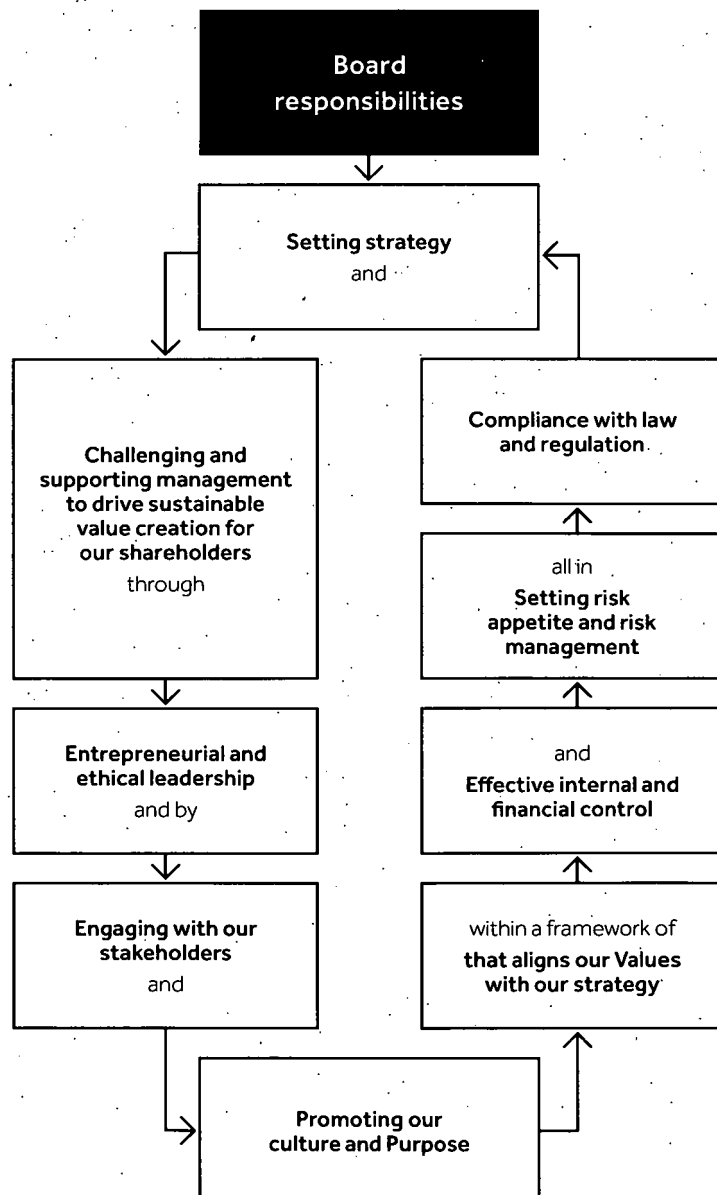 Board
responsibilities
Setting strategy
and
Challenging and
supporting management
to drive sustainable
value creation for
our shareholders
through
Entrepreneurial and
ethical leadership
and by
Engaging with our
stakeholders
and
Promoting our
culture and Purpose
within a framework of
that aligns our Values
with our strategy
and
Effective internal and
financial control
all in
Setting risk
appetite and risk
management
Compliance with law
and regulation